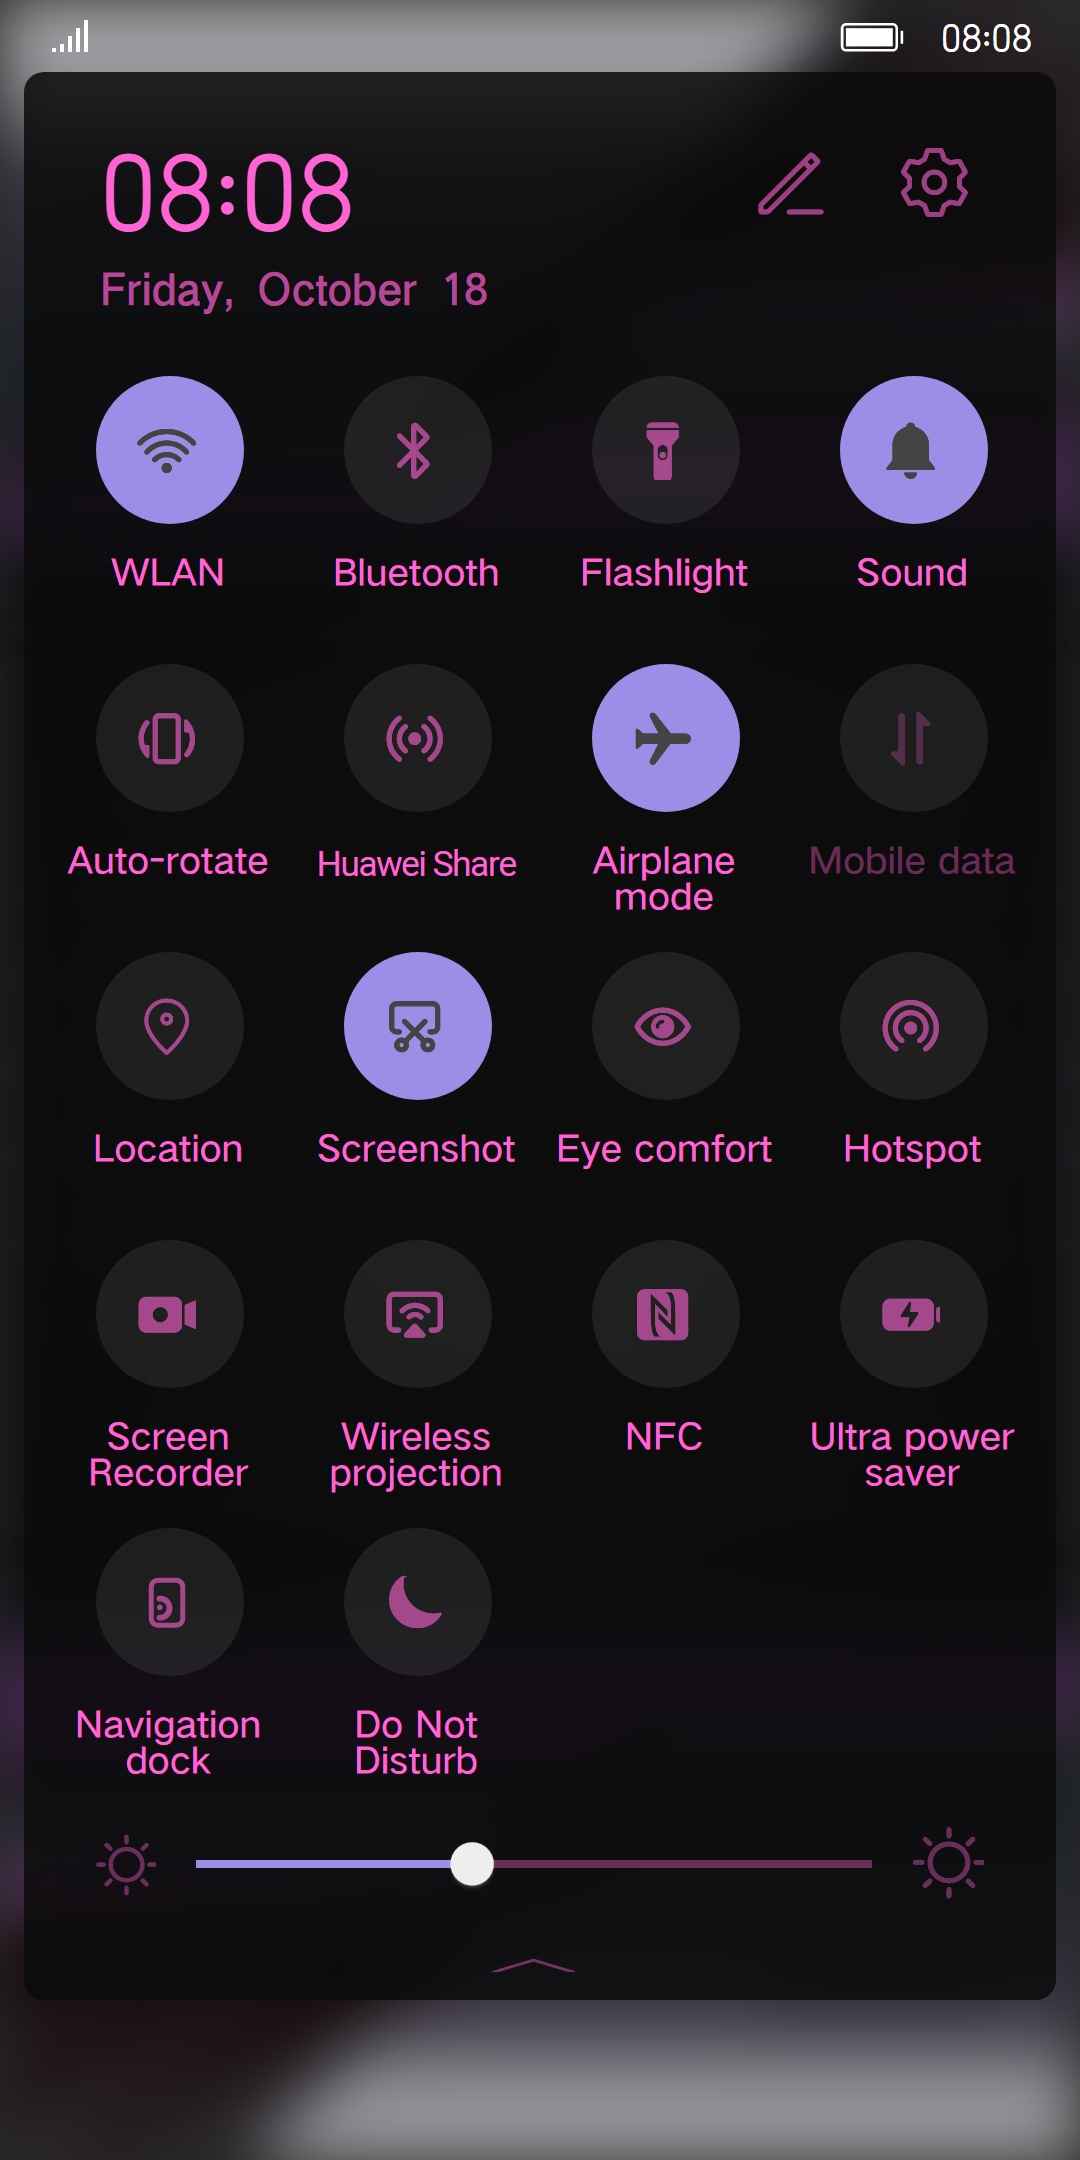 08:08
08:08
Friday, October 18
WLAN
Bluetooth
Flashlight
Sound
Auto-rotate
Huawei Share
Airplane
mode
Mobile data
Location
Screenshot
Eye comfort
Hotspot
Screen
Recorder
Wireless
projection
NFC
Ultra power
saver
Navigation
dock
Do Not
Disturb